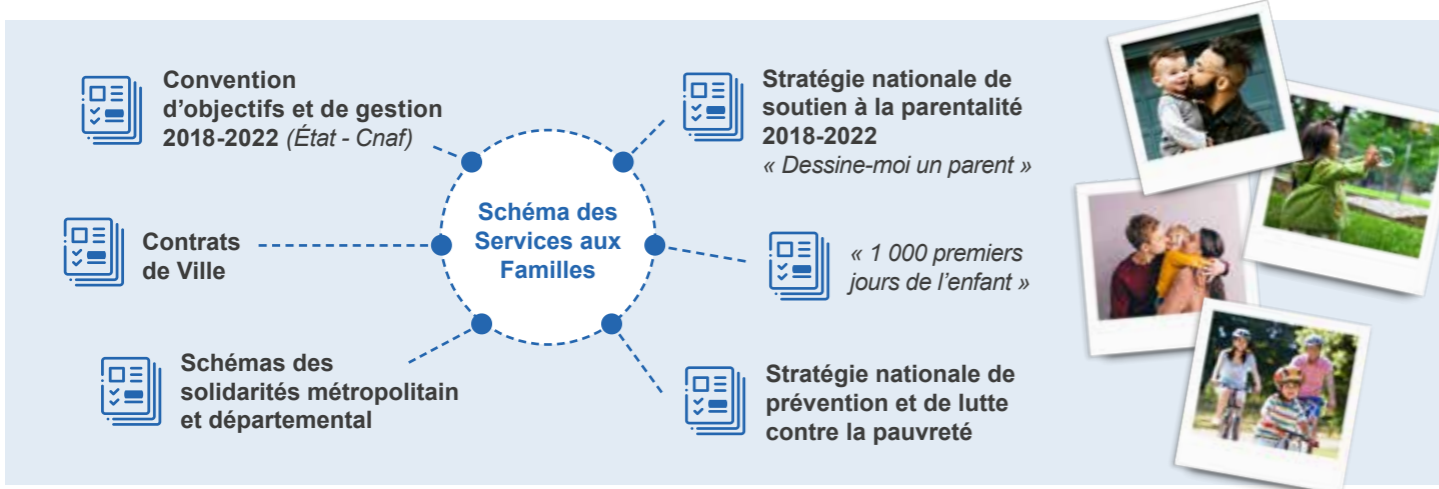 Convention
d’objectifs et de gestion
2018-2022 (État - Cnaf)
Contrats
de Ville
Schémas des
solidarités métropolitain
et départemental
Schéma des
Services aux
Familles
Stratégie nationale de
soutien à la parentalité
2018-2022
« Dessine-moi un parent »
« 1 000 premiers
jours de l’enfant »
Stratégie nationale de
prévention et de lutte
contre la pauvreté